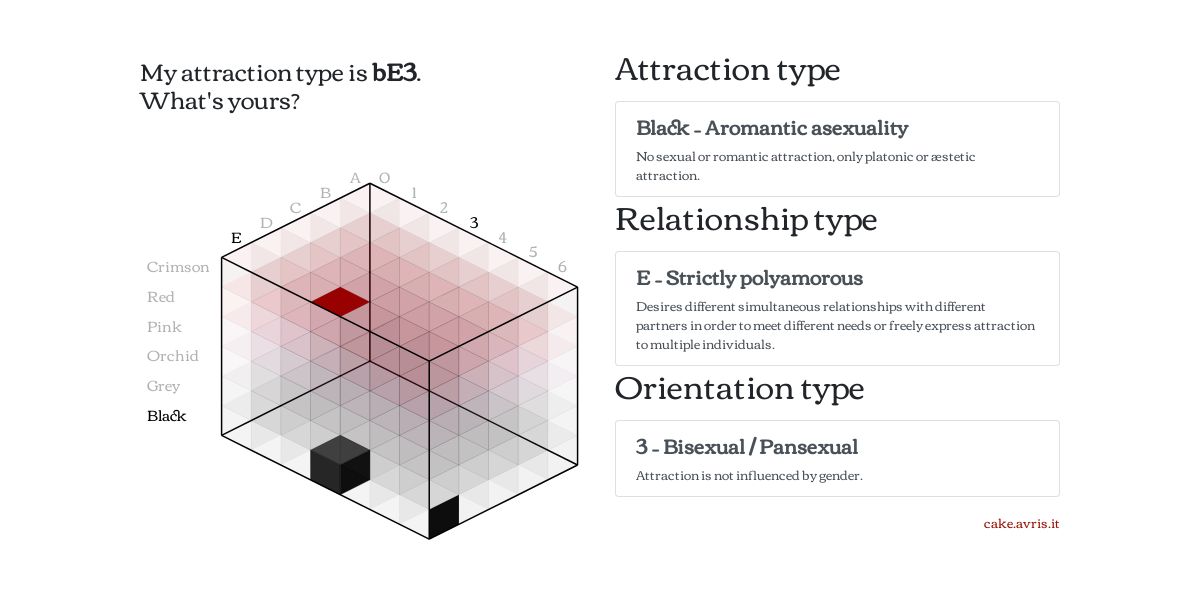 My attraction type is bE3.
What's yours?
A O
B 1
C 2
D 3
E 4
5
6
Crimson
Red
Pink
Orchid
Grey
Black
Attraction type
Black – Aromantic asexuality
No sexual or romantic attraction, only platonic or æstetic
attraction.
Relationship type
E – Strictly polyamorous
Desires different simultaneous relationships with different
partners in order to meet different needs or freely express attraction
to multiple individuals.
Orientation type
3 – Bisexual / Pansexual
Attraction is not influenced by gender.
cake.avris.it